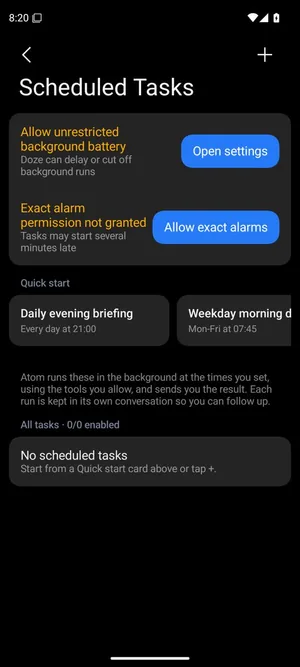 8:20
Scheduled Tasks
Allow unrestricted
background battery
Doze can delay or cut off
background runs
Open settings
Exact alarm
permission not granted
Tasks may start several
minutes late
Allow exact alarms
Quick start
Daily evening briefing
Every day at 21:00
Weekday morning d
Mon-Fri at 07:45
Atom runs these in the background at the times you set,
using the tools you allow, and sends you the result. Each
run is kept in its own conversation so you can follow up.
All tasks · 0/0 enabled
No scheduled tasks
Start from a Quick start card above or tap +.